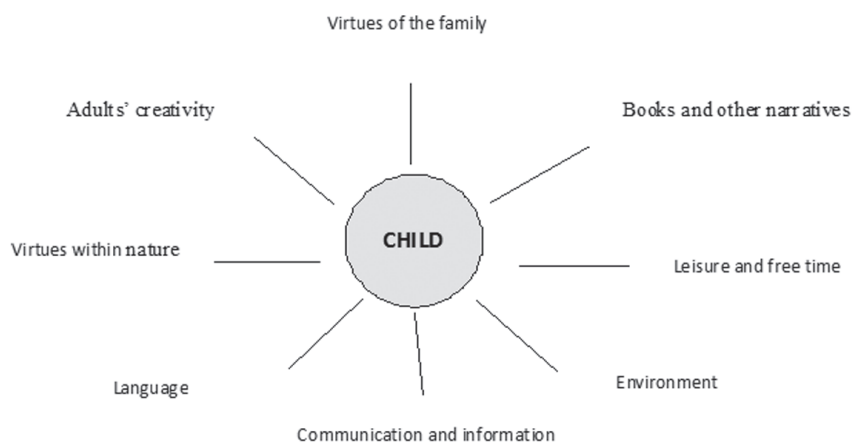 Virtues of the family
Adults' creativity
Books and other narratives
CHILD
Virtues within nature
Leisure and free time
Language
Environment
Communication and information